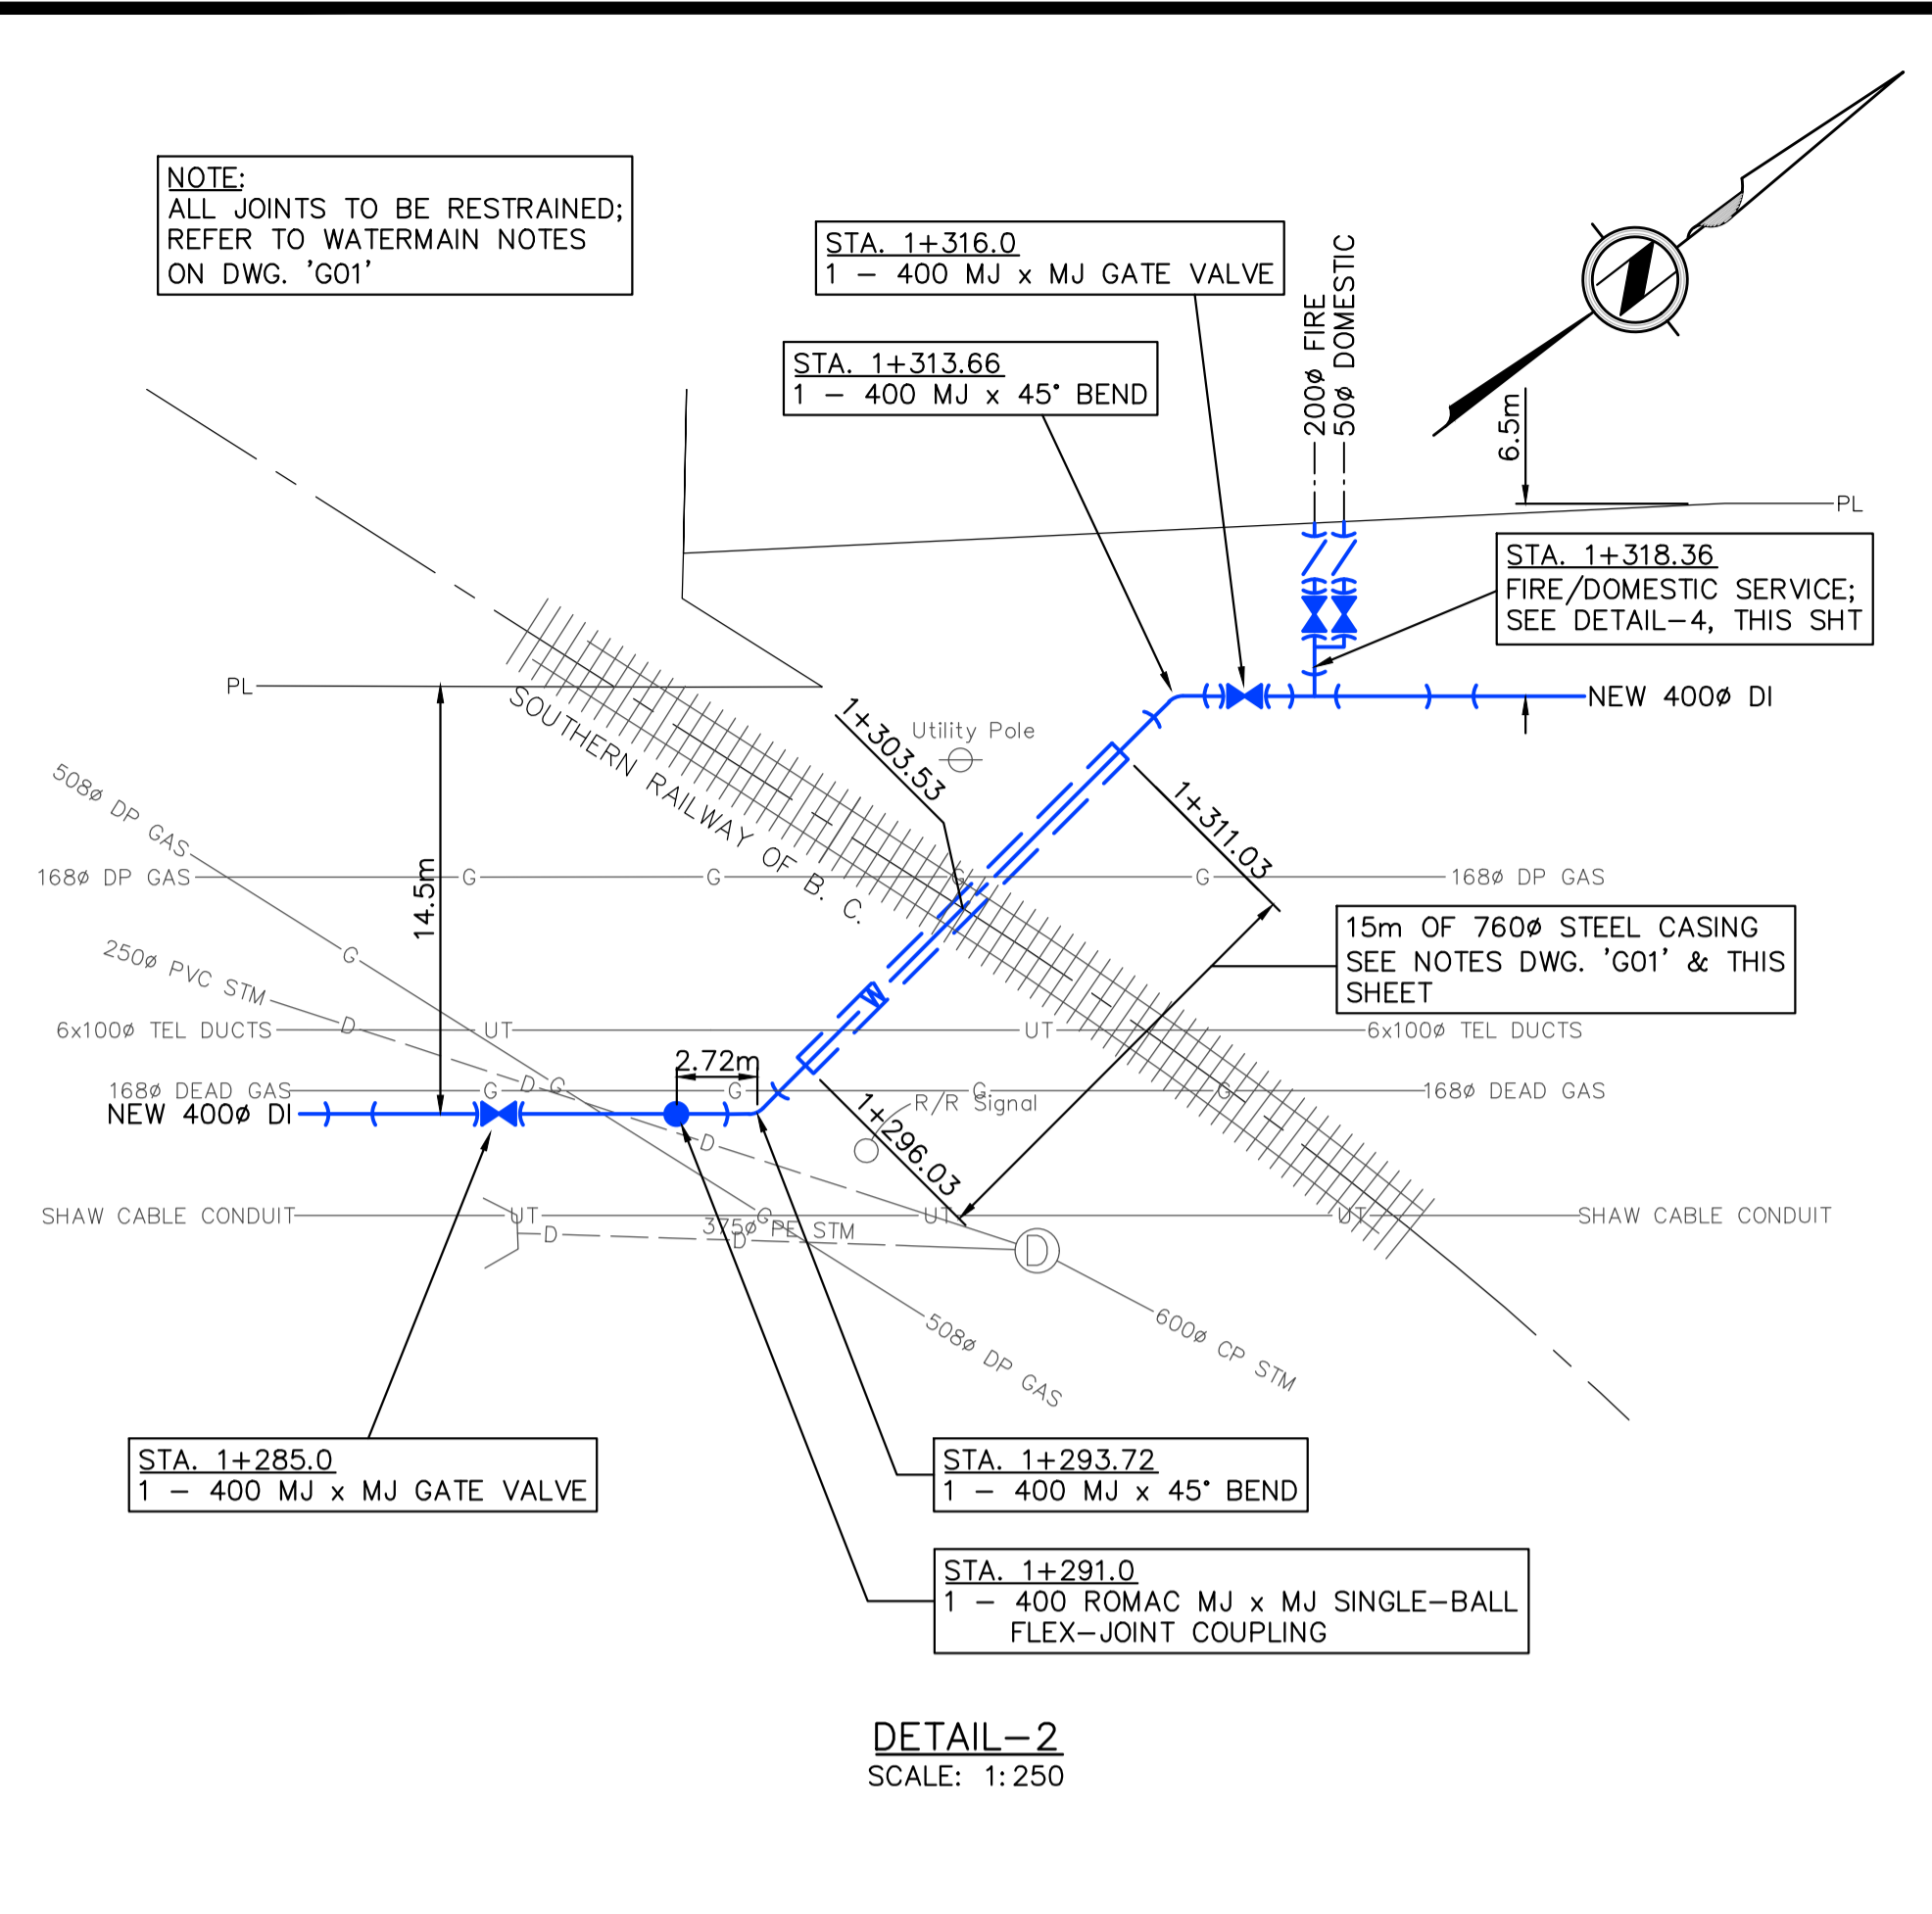 NOTE:
ALL JOINTS TO BE RESTRAINED;
REFER TO WATERMAIN NOTES
ON DWG. 'G01'
STA. 1+316.0
1 – 400 MJ x MJ GATE VALVE
STA. 1+313.66
1 – 400 MJ x 45° BEND
200ø FIRE
50ø DOMESTIC
6.5m
PL
STA. 1+318.36
FIRE/DOMESTIC SERVICE;
SEE DETAIL–4, THIS SHT
PL
NEW 400ø DI
SOUTHERN RAILWAY OF B. C.
1+303.53
Utility Pole
1+311.03
508ø DP GAS
168ø DP GAS
G
G
G
G
168ø DP GAS
14.5m
15m OF 760ø STEEL CASING
SEE NOTES DWG. 'G01' & THIS
SHEET
G
250ø PVC STM
W
6x100ø TEL DUCTS
D
UT
UT
6x100ø TEL DUCTS
2.72m
168ø DEAD GAS
G
D
G
G
G
G
168ø DEAD GAS
NEW 400ø DI
R/R Signal
1+296.03
D
SHAW CABLE CONDUIT
UT
G
UT
UT
SHAW CABLE CONDUIT
375ø PE STM
D
D
D
508ø DP GAS
600ø CP STM
STA. 1+285.0
1 – 400 MJ x MJ GATE VALVE
STA. 1+293.72
1 – 400 MJ x 45° BEND
STA. 1+291.0
1 – 400 ROMAC MJ x MJ SINGLE–BALL
FLEX–JOINT COUPLING
DETAIL–2
SCALE: 1:250